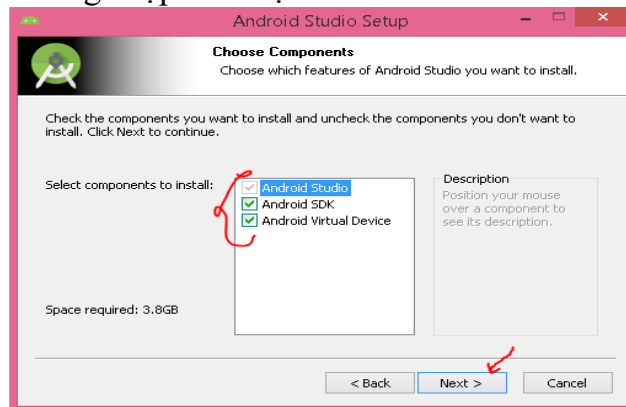 Android Studio Setup
Choose Components
Choose which features of Android Studio you want to install.
Check the components you want to install and uncheck the components you don't want to
install. Click Next to continue.
Select components to install:
Android Studio
Android SDK
Android Virtual Device
Description
Position your mouse
over a component to
see its description.
Space required: 3.8GB
< Back
Next >
Cancel